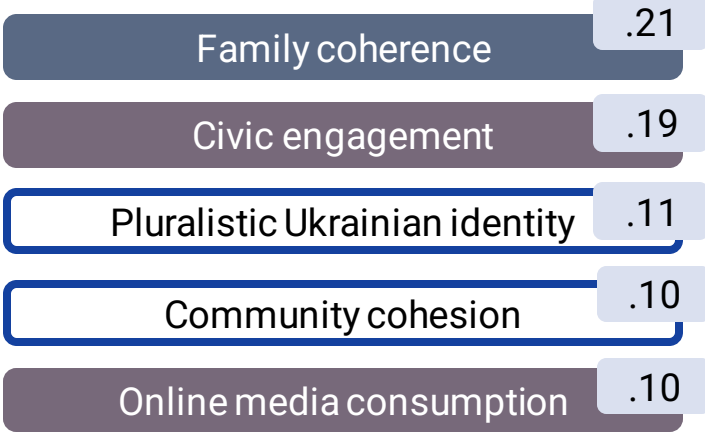 Family coherence .21
Civic engagement .19
Pluralistic Ukrainian identity .11
Community cohesion .10
Online media consumption .10